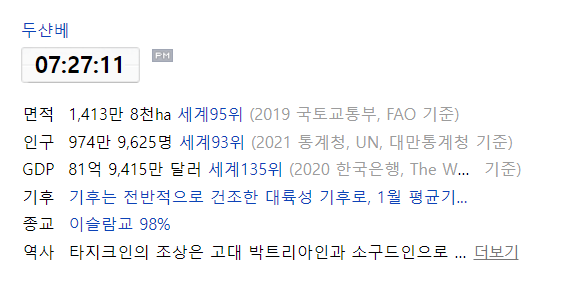 두샨베
07:27:11 PM
면적 1,413만 8천ha 세계95위 (2019 국토교통부, FAO 기준)
인구 974만 9,625명 세계93위 (2021 통계청, UN, 대만통계청 기준)
GDP 81억 9,415만 달러 세계135위 (2020 한국은행, The W... 기준)
기후 기후는 전반적으로 건조한 대륙성 기후로, 1월 평균기...
종교 이슬람교 98%
역사 타지크인의 조상은 고대 박트리아인과 소구드인으로 ... 더보기